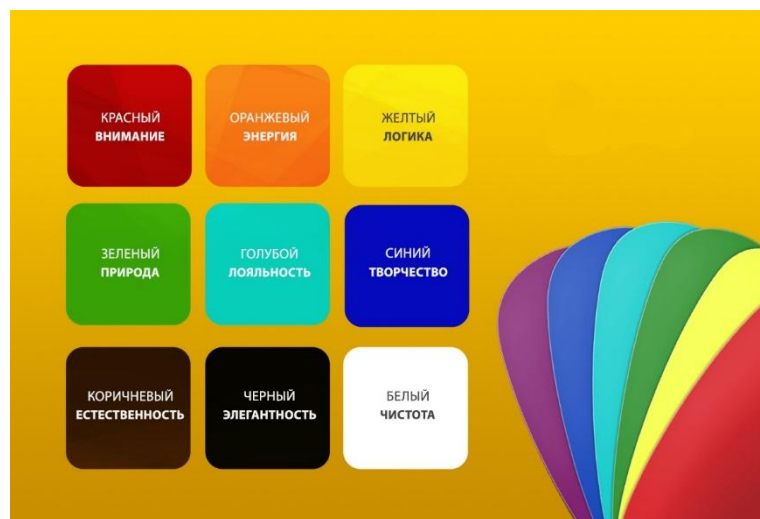 КРАСНЫЙ
ВНИМАНИЕ
ОРАНЖЕВЫЙ
ЭНЕРГИЯ
ЖЕЛТЫЙ
ЛОГИКА
ЗЕЛЕНЫЙ
ПРИРОДА
ГОЛУБОЙ
ЛОЯЛЬНОСТЬ
СИНИЙ
ТВОРЧЕСТВО
КОРИЧНЕВЫЙ
ЕСТЕСТВЕННОСТЬ
ЧЕРНЫЙ
ЭЛЕГАНТНОСТЬ
БЕЛЫЙ
ЧИСТОТА